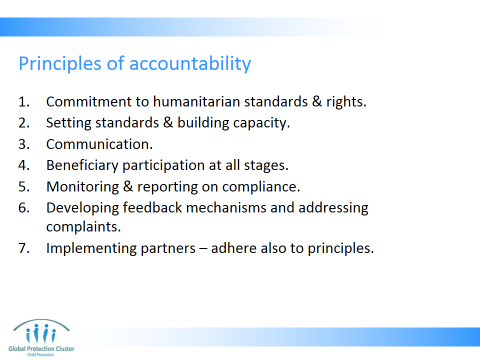 Principles of accountability
1. Commitment to humanitarian standards & rights.
2. Setting standards & building capacity.
3. Communication.
4. Beneficiary participation at all stages.
5. Monitoring & reporting on compliance.
6. Developing feedback mechanisms and addressing
complaints.
7. Implementing partners – adhere also to principles.
Global Protection Cluster
Child Protection